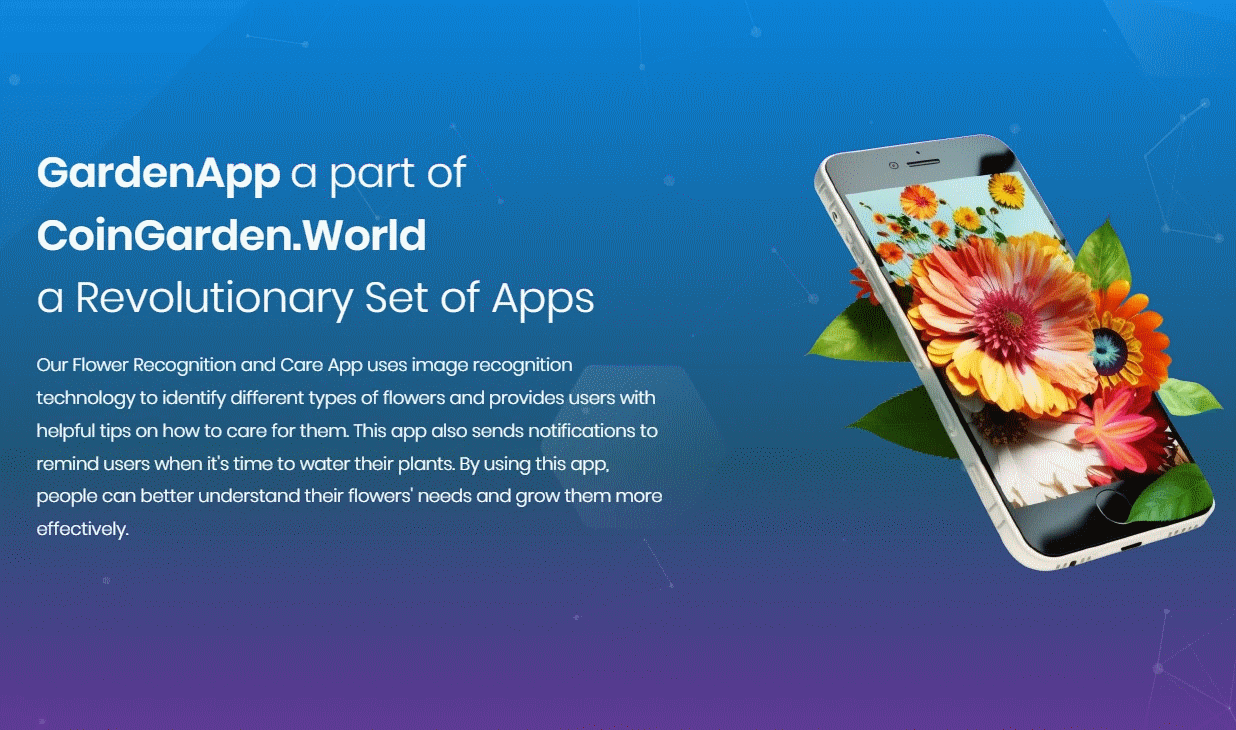 GardenApp a part of
CoinGarden.World
a Revolutionary Set of Apps
Our Flower Recognition and Care App uses image recognition
technology to identify different types of flowers and provides users with
helpful tips on how to care for them. This app also sends notifications to
remind users when it's time to water their plants. By using this app,
people can better understand their flowers' needs and grow them more
effectively.